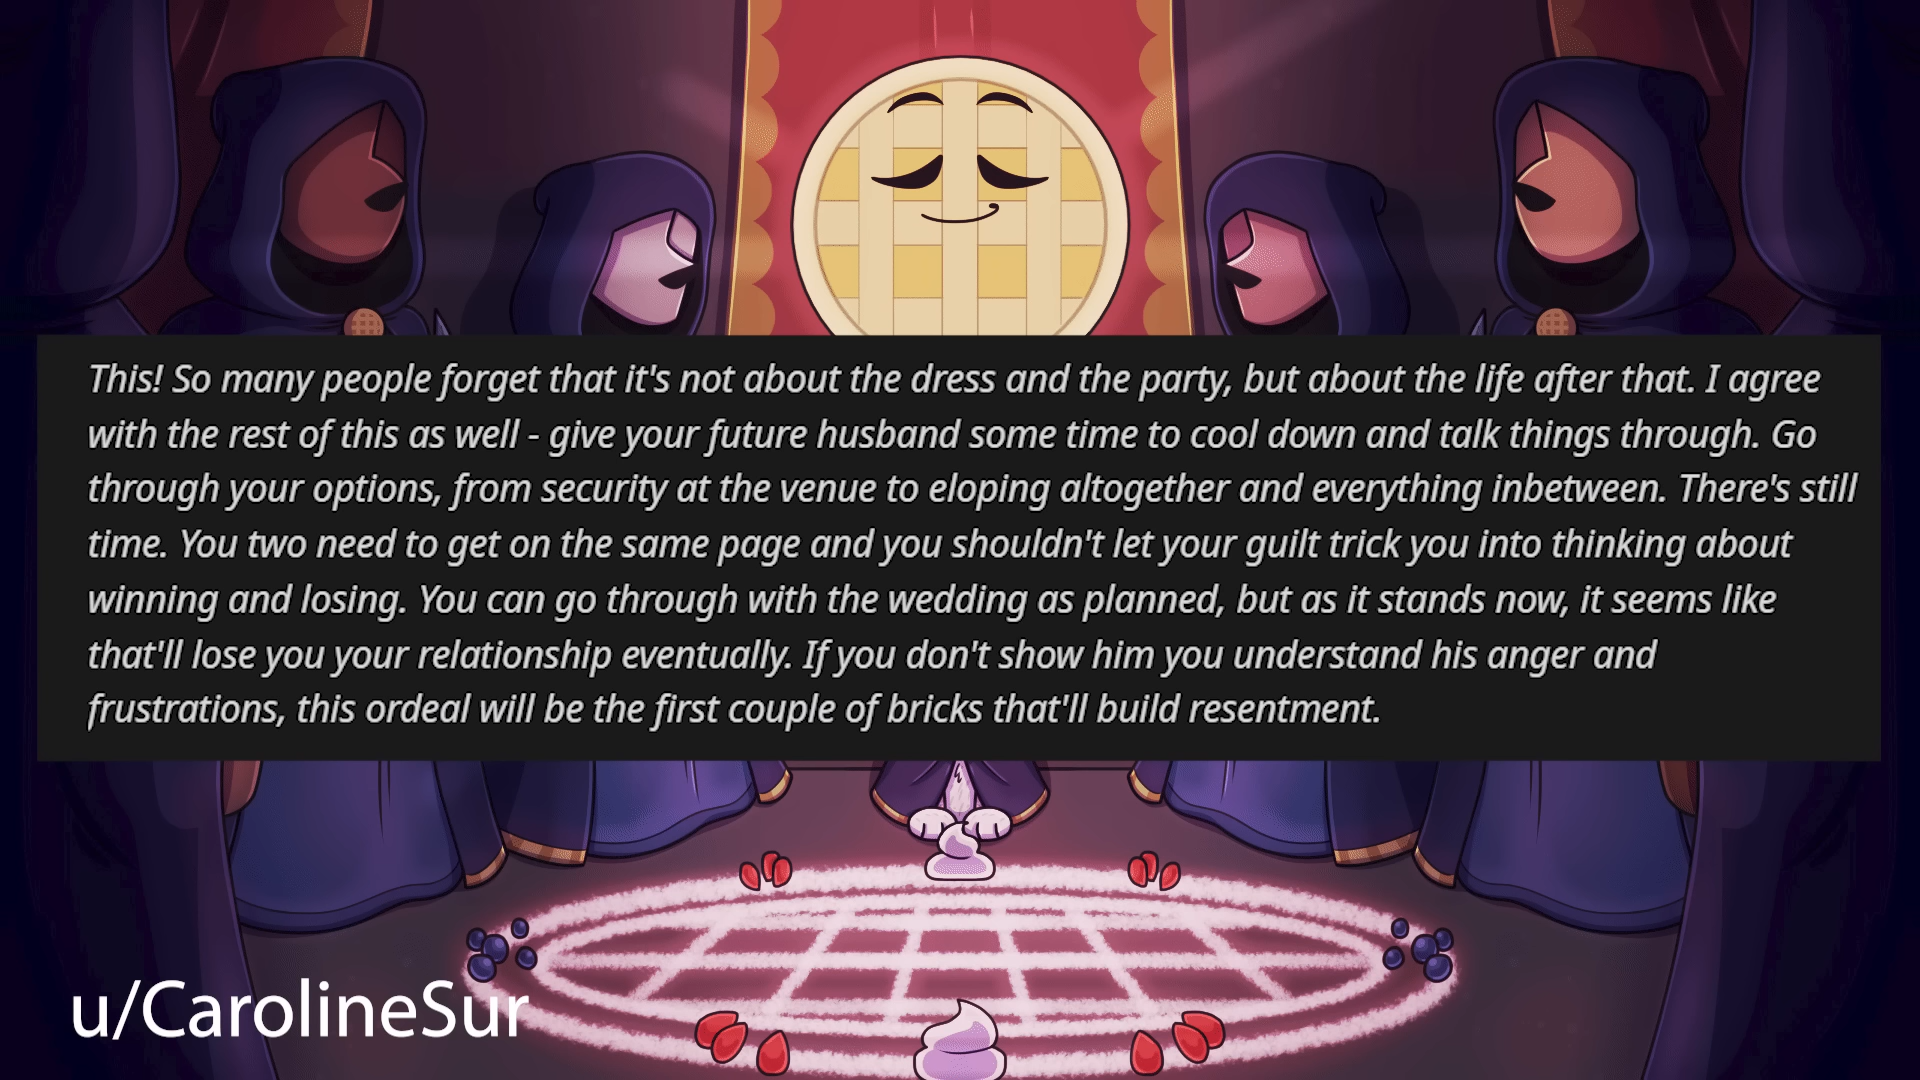 This! So many people forget that it's not about the dress and the party, but about the life after that. I agree
with the rest of this as well - give your future husband some time to cool down and talk things through. Go
through your options, from security at the venue to eloping altogether and everything inbetween. There's still
time. You two need to get on the same page and you shouldn't let your guilt trick you into thinking about
winning and losing. You can go through with the wedding as planned, but as it stands now, it seems like
that'll lose you your relationship eventually. If you don't show him you understand his anger and
frustrations, this ordeal will be the first couple of bricks that'll build resentment.
u/CarolineSur